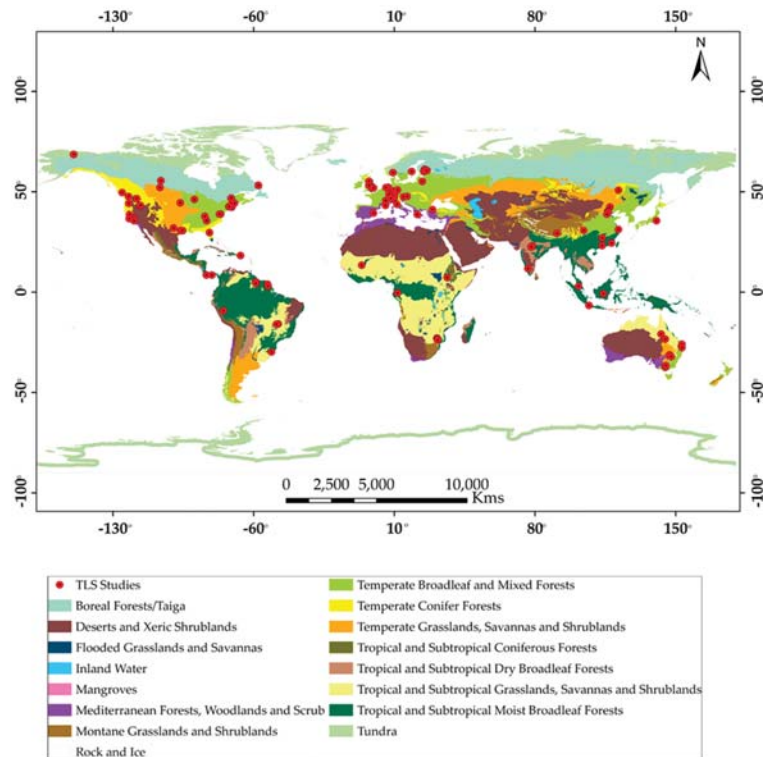 -130° -60° 10° 80° 150°
N
100° 100°
50° 50°
0° 0°
-50° -50°
-100° -100°
0 2,500 5,000 10,000
Kms
-130° -60° 10° 80° 150°
TLS Studies
Boreal Forests/Taiga
Deserts and Xeric Shrublands
Flooded Grasslands and Savannas
Inland Water
Mangroves
Mediterranean Forests, Woodlands and Scrub
Montane Grasslands and Shrublands
Rock and Ice
Temperate Broadleaf and Mixed Forests
Temperate Conifer Forests
Temperate Grasslands, Savannas and Shrublands
Tropical and Subtropical Coniferous Forests
Tropical and Subtropical Dry Broadleaf Forests
Tropical and Subtropical Grasslands, Savannas and Shrublands
Tropical and Subtropical Moist Broadleaf Forests
Tundra